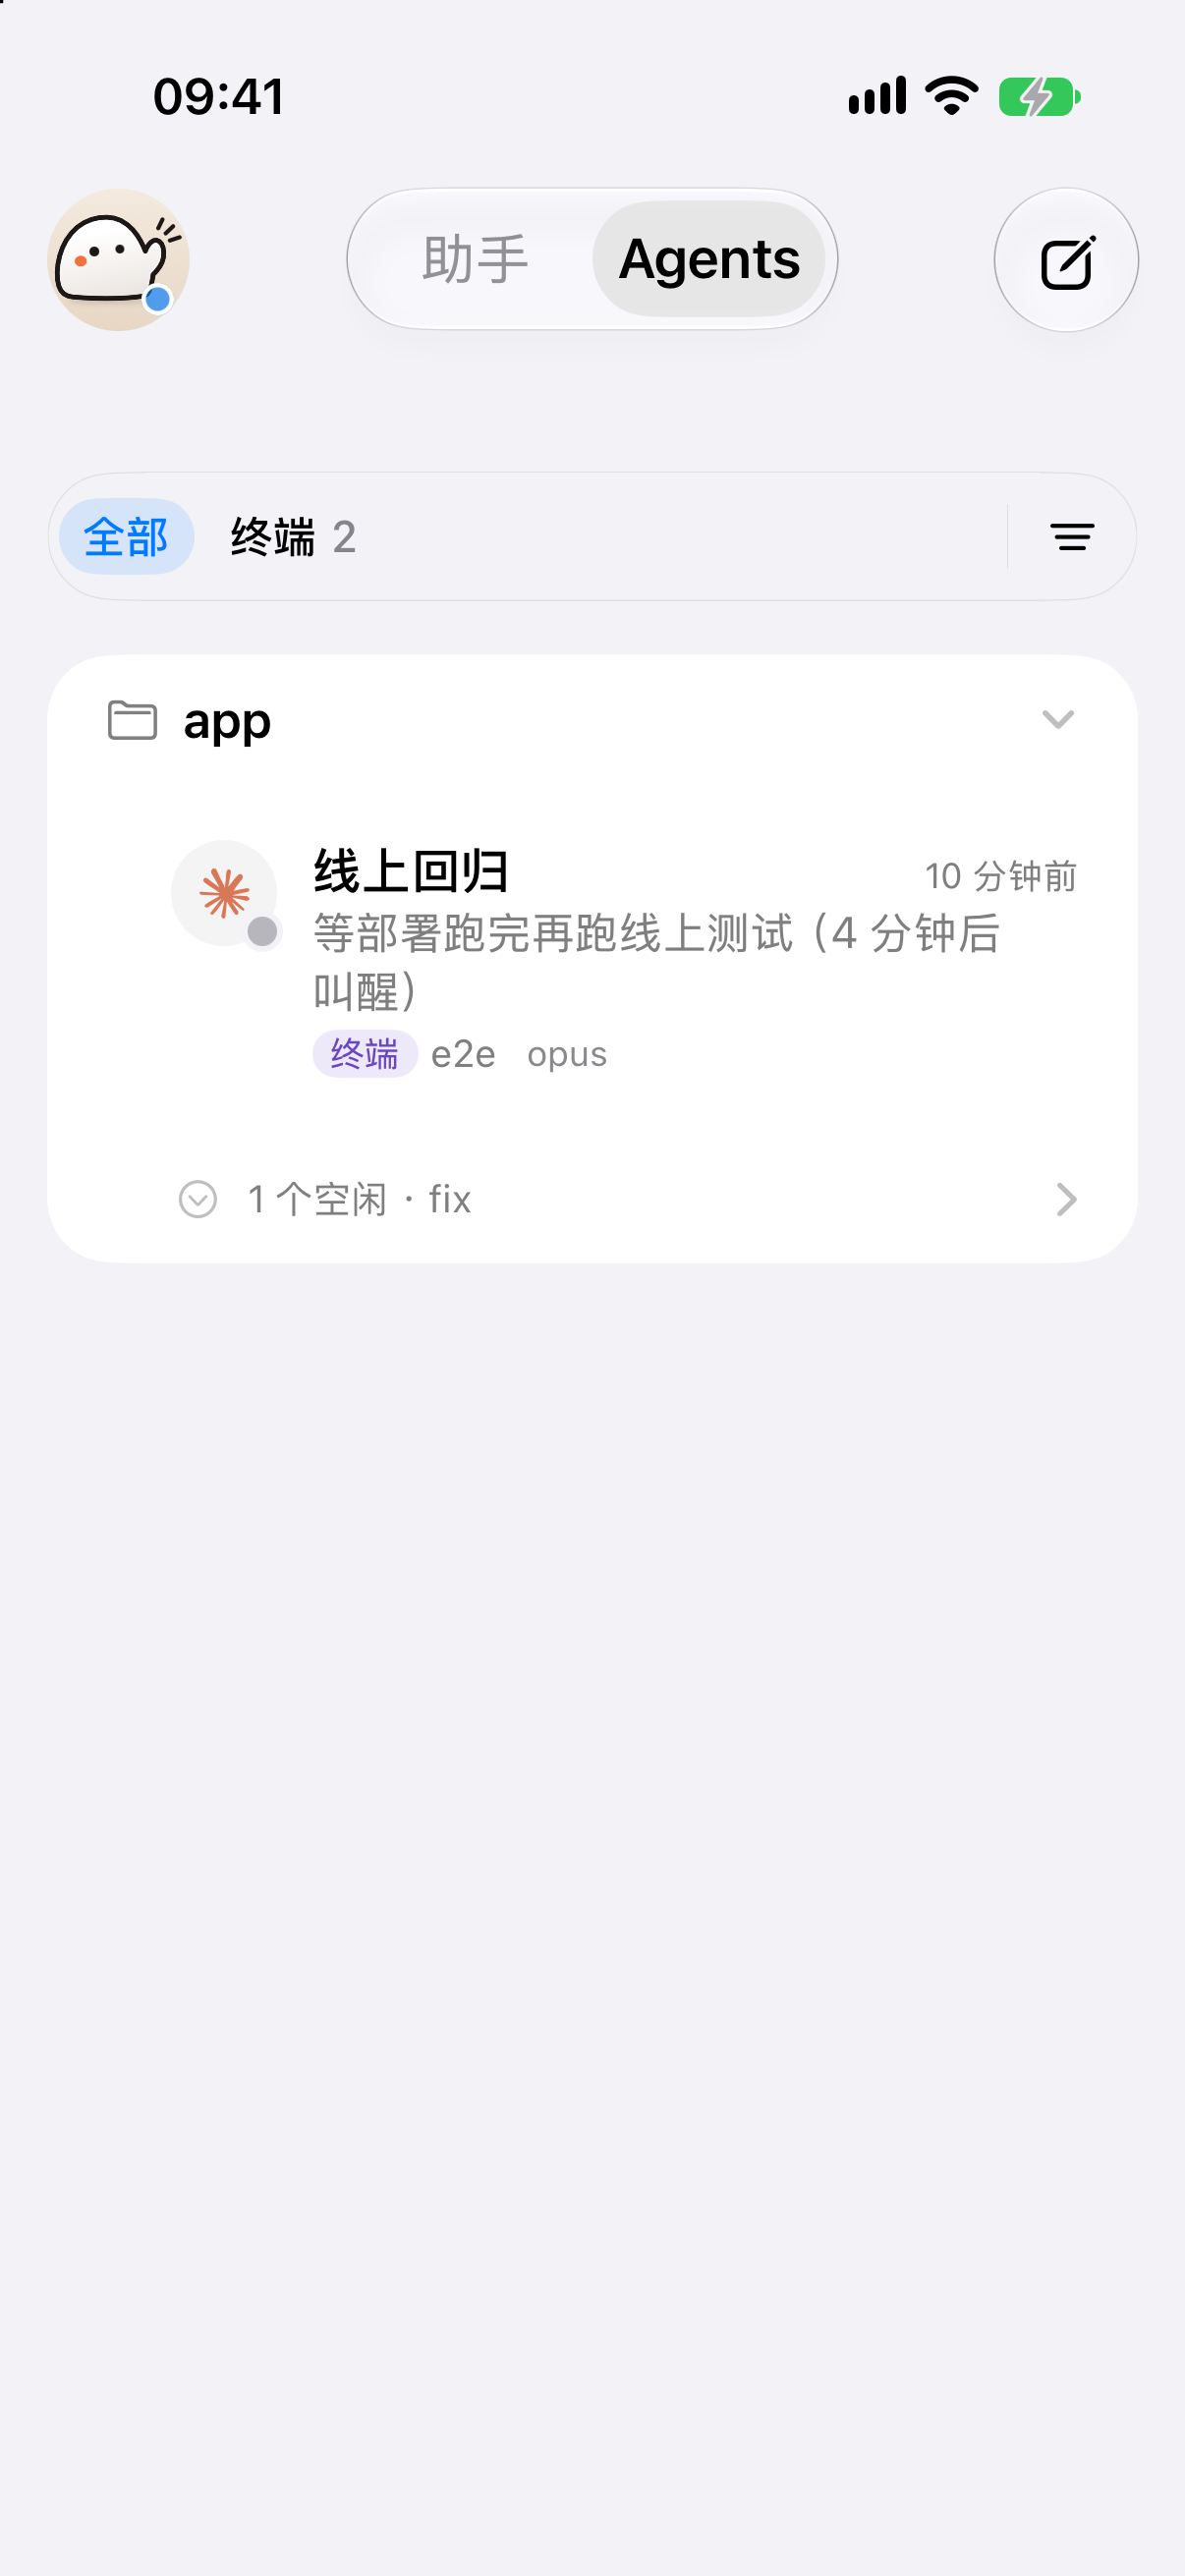 09:41
助手 Agents
全部 终端 2
app
线上回归 10 分钟前
等部署跑完再跑线上测试（4 分钟后
叫醒）
终端 e2e opus
1 个空闲 · fix